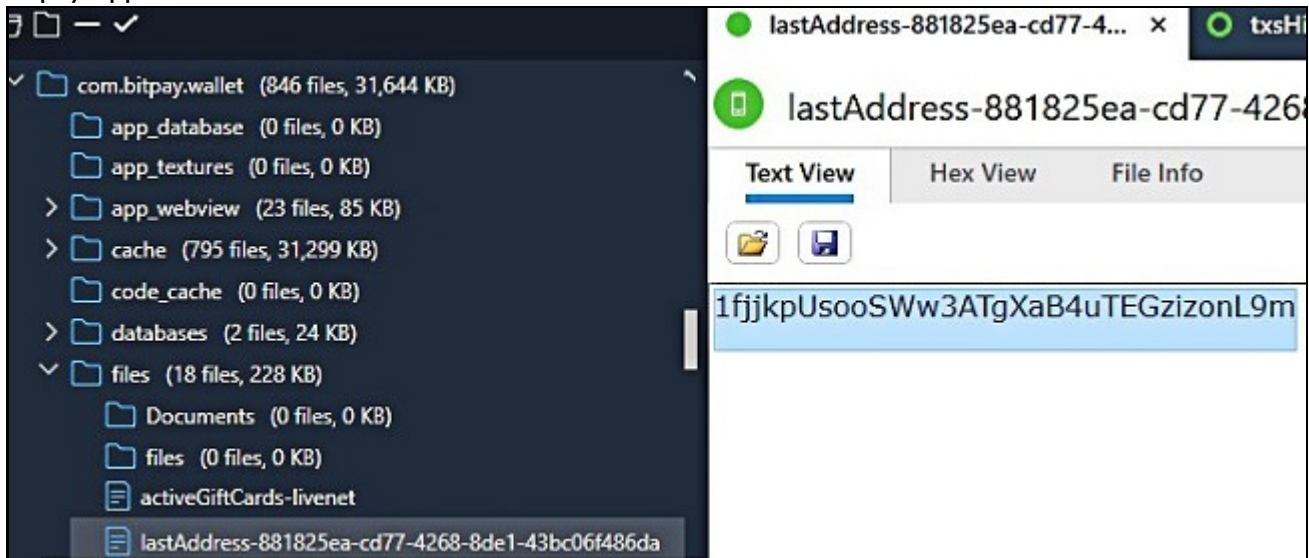 com.bitpay.wallet (846 files, 31,644 KB)
app_database (0 files, 0 KB)
app_textures (0 files, 0 KB)
app_webview (23 files, 85 KB)
cache (795 files, 31,299 KB)
code_cache (0 files, 0 KB)
databases (2 files, 24 KB)
files (18 files, 228 KB)
Documents (0 files, 0 KB)
files (0 files, 0 KB)
activeGiftCards-livenet
lastAddress-881825ea-cd77-4268-8de1-43bc06f486da
lastAddress-881825ea-cd77-4... ×
txsHi
lastAddress-881825ea-cd77-4268
Text View Hex View File Info
1fjjkpUsooSWw3ATgXaB4uTEGzizonL9m